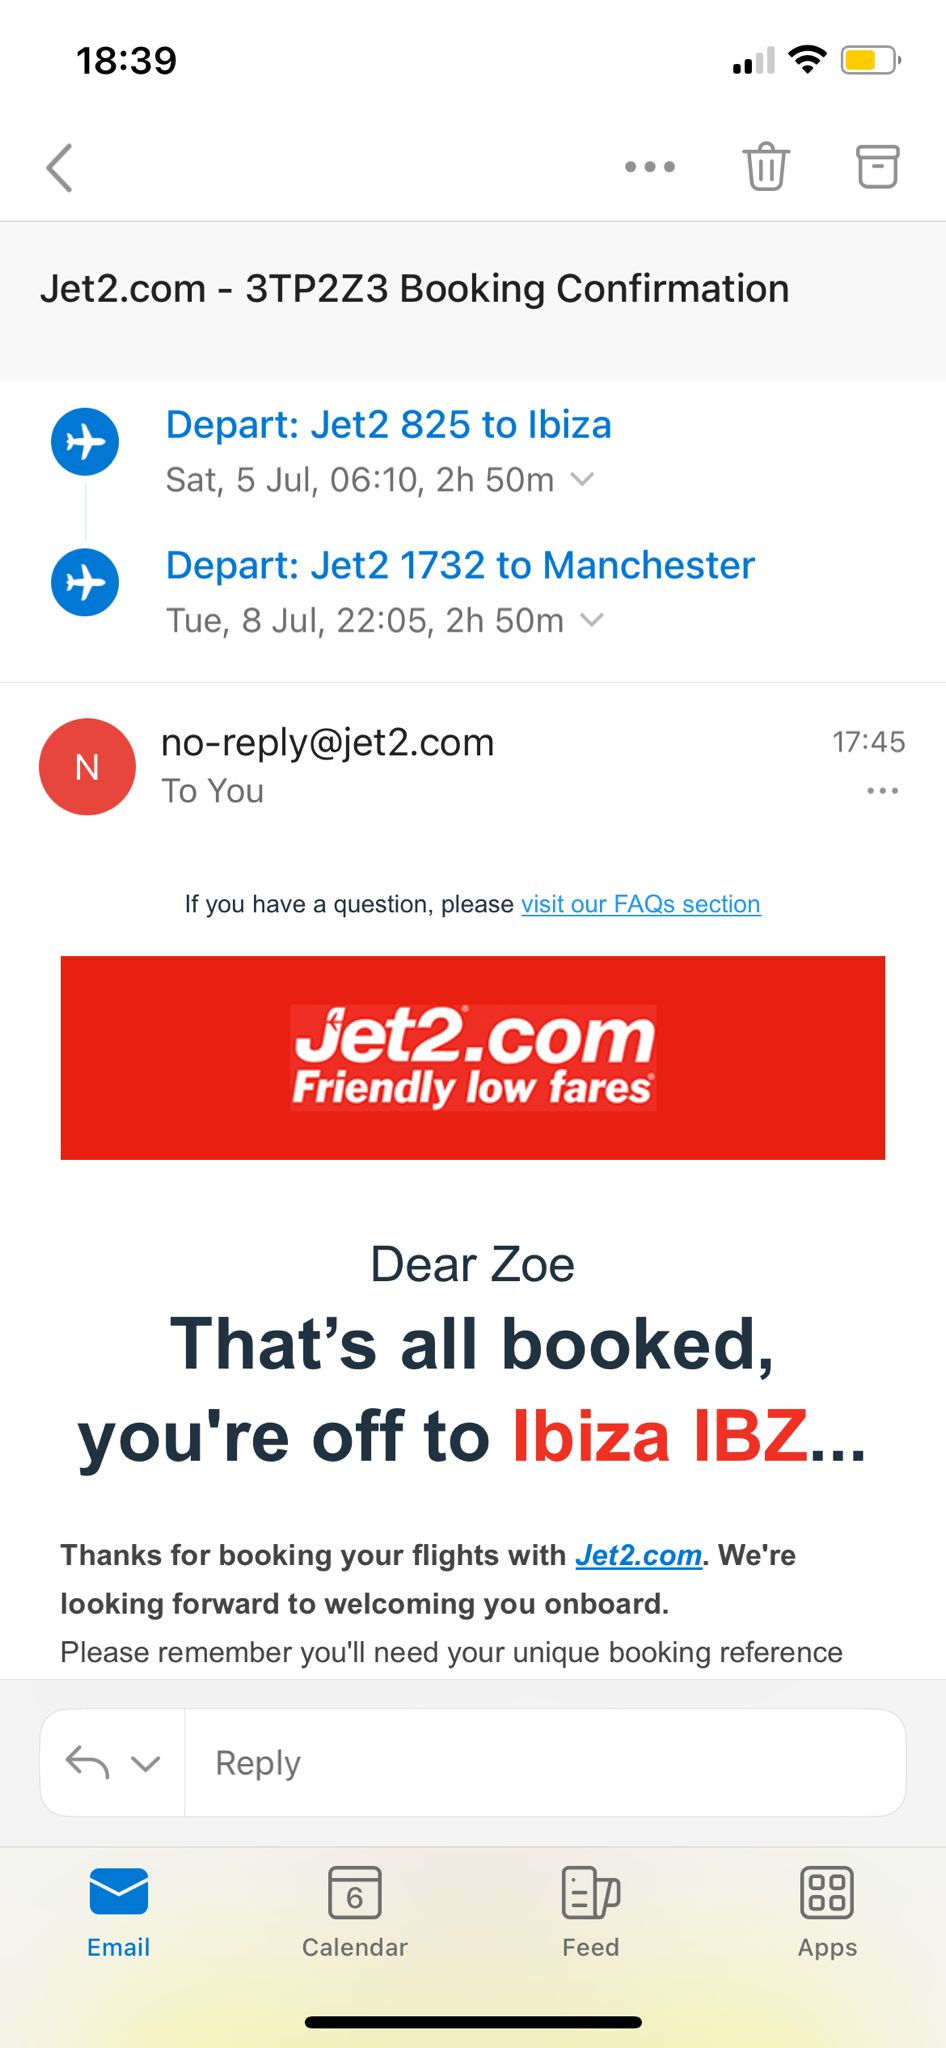 18:39
Jet2.com - 3TP2Z3 Booking Confirmation
Depart: Jet2 825 to Ibiza
Sat, 5 Jul, 06:10, 2h 50m
Depart: Jet2 1732 to Manchester
Tue, 8 Jul, 22:05, 2h 50m
N
no-reply@jet2.com
17:45
To You
If you have a question, please visit our FAQs section
Jet2.com
Friendly low fares
Dear Zoe
That’s all booked,
you're off to Ibiza IBZ...
Thanks for booking your flights with Jet2.com. We're
looking forward to welcoming you onboard.
Please remember you'll need your unique booking reference
Reply
6
Email
Calendar
Feed
Apps